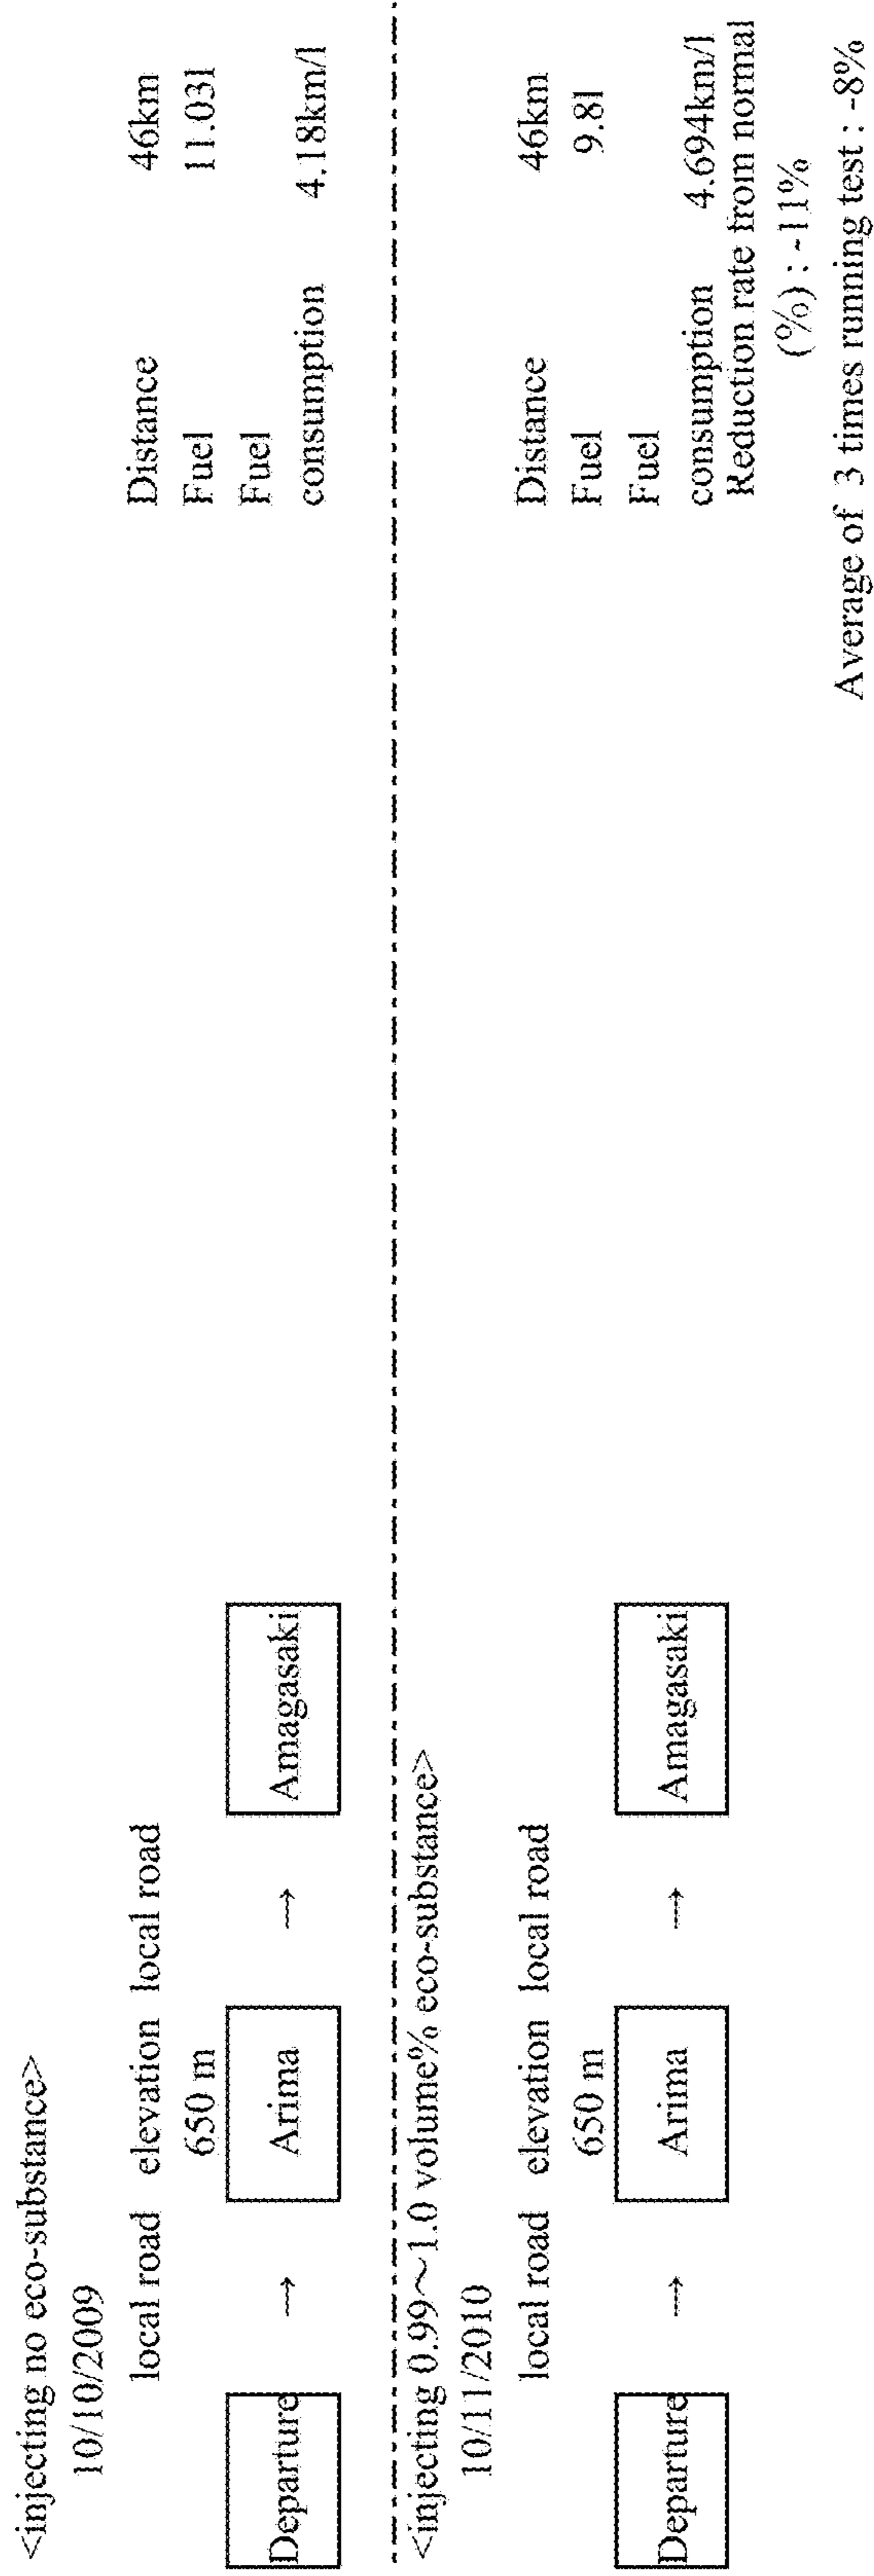 <injecting no eco-substance>
10/10/2009
local road elevation local road
650 m
Departure → Arima → Amagasaki
Distance 46km
Fuel 11.03l
Fuel
consumption 4.18km/l
<injecting 0.99～1.0 volume% eco-substance>
10/11/2010
local road elevation local road
650 m
Departure → Arima → Amagasaki
Distance 46km
Fuel 9.8l
Fuel
consumption 4.694km/l
Reduction rate from normal
(%) : -11%
Average of 3 times running test : -8%